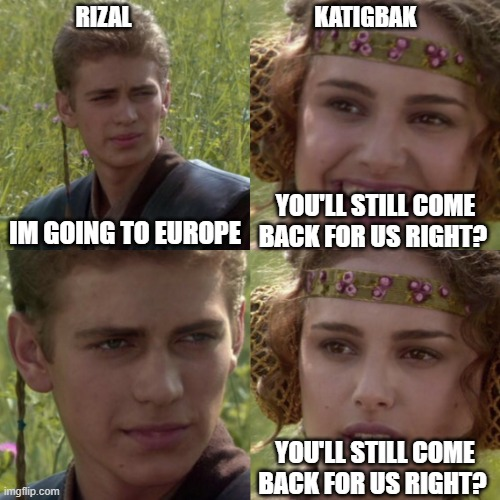 RIZAL
KATIGBAK
IM GOING TO EUROPE
YOU'LL STILL COME
BACK FOR US RIGHT?
YOU'LL STILL COME
BACK FOR US RIGHT?
imgflip.com